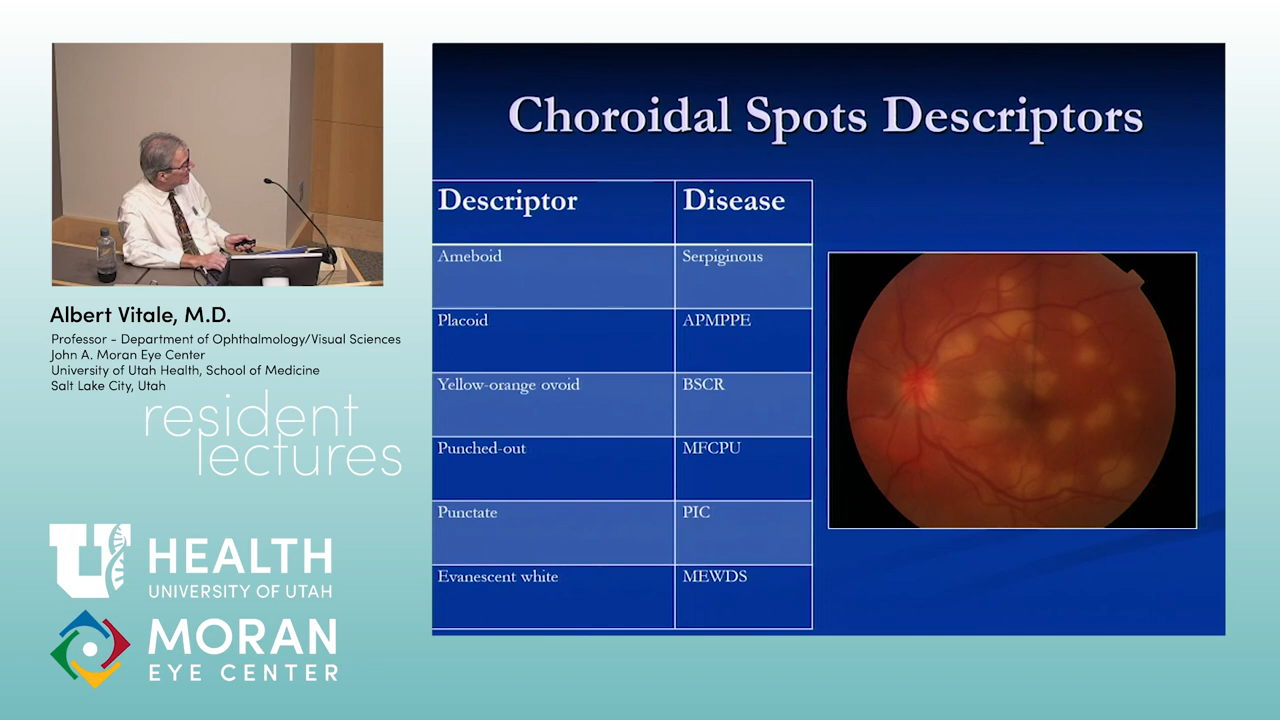 Albert Vitale, M.D.
Professor - Department of Ophthalmology/Visual Sciences
John A. Moran Eye Center
University of Utah Health, School of Medicine
Salt Lake City, Utah
resident
lectures
U HEALTH
UNIVERSITY OF UTAH
MORAN
EYE CENTER
Choroidal Spots Descriptors
Descriptor Disease
Ameboid Serpiginous
Placoid APMPPE
Yellow-orange ovoid BSCR
Punched-out MFCPU
Punctate PIC
Evanescent white MEWDS